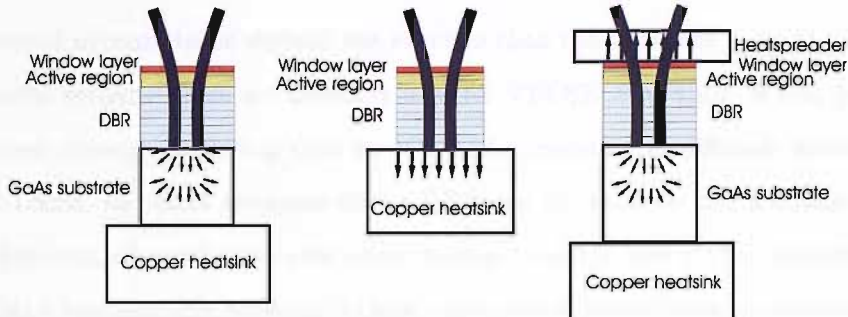 Window layer
Active region
DBR
GaAs substrate
Copper heatsink
Window layer
Active region
DBR
Copper heatsink
Heatspreader
Window layer
Active region
DBR
GaAs substrate
Copper heatsink